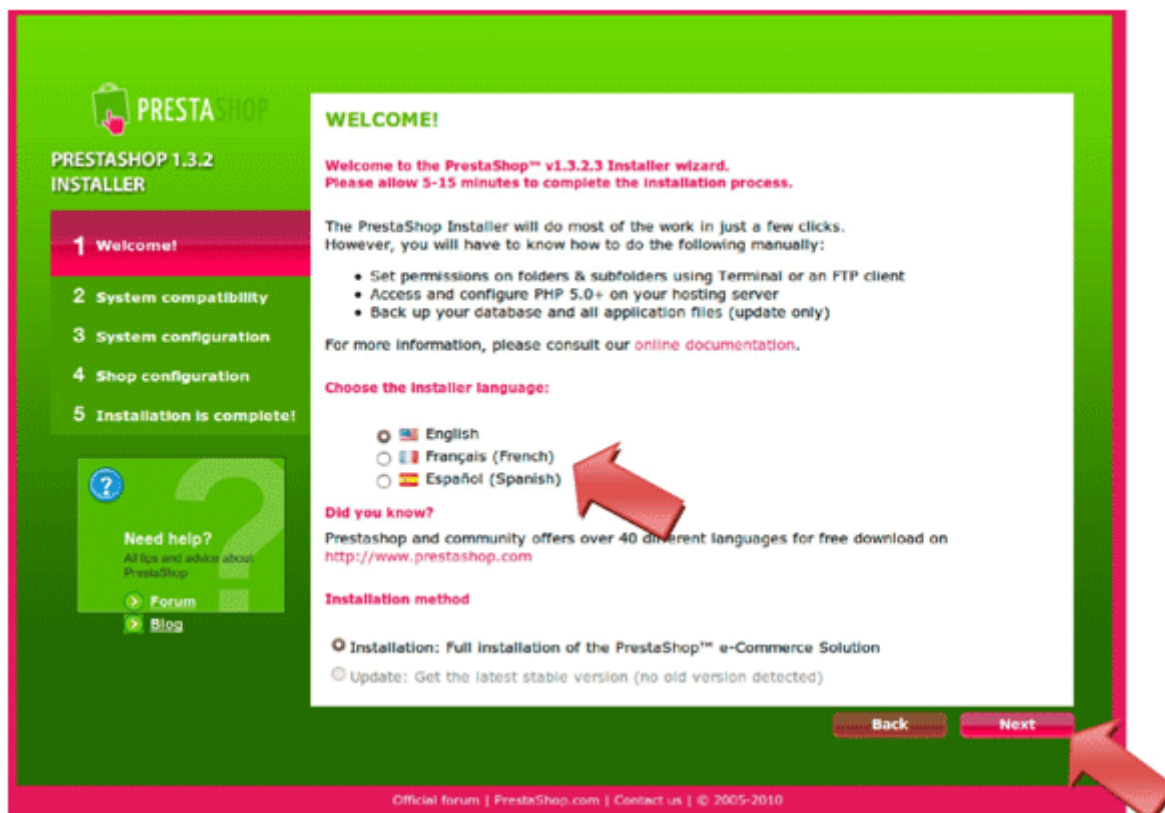 PRESTASHOP
PRESTASHOP 1.3.2
INSTALLER
1 Welcome!
2 System compatibility
3 System configuration
4 Shop configuration
5 Installation is complete!
?
Need help?
All tips and advice about
PrestaShop
Forum
Blog
WELCOME!
Welcome to the PrestaShop™ v1.3.2.3 Installer wizard.
Please allow 5-15 minutes to complete the installation process.
The PrestaShop Installer will do most of the work in just a few clicks.
However, you will have to know how to do the following manually:
• Set permissions on folders & subfolders using Terminal or an FTP client
• Access and configure PHP 5.0+ on your hosting server
• Back up your database and all application files (update only)
For more information, please consult our online documentation.
Choose the installer language:
English
Français (French)
Español (Spanish)
Did you know?
Prestashop and community offers over 40 different languages for free download on
http://www.prestashop.com
Installation method
Installation: Full installation of the PrestaShop™ e-Commerce Solution
Update: Get the latest stable version (no old version detected)
Back Next
Official forum | PrestaShop.com | Contact us | © 2005-2010